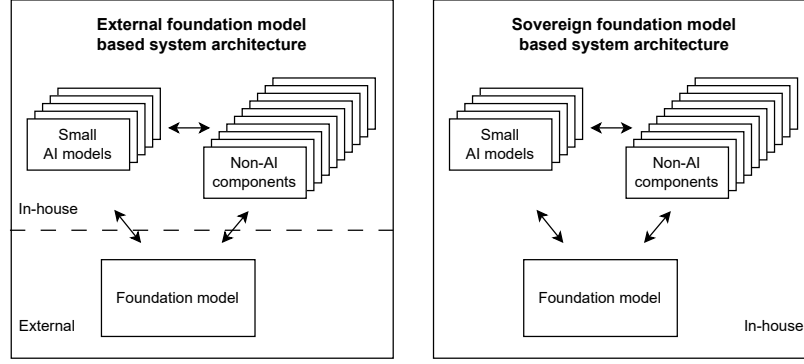 External foundation model
based system architecture
Small
AI models
Non-AI
components
In-house
Foundation model
External
Sovereign foundation model
based system architecture
Small
AI models
Non-AI
components
Foundation model
In-house